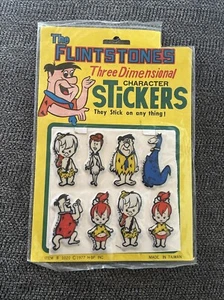 The
FLINTSTONES
Three Dimensional
CHARACTER
STiCKERS
They Stick on any thing!
MADE IN TAIWAN